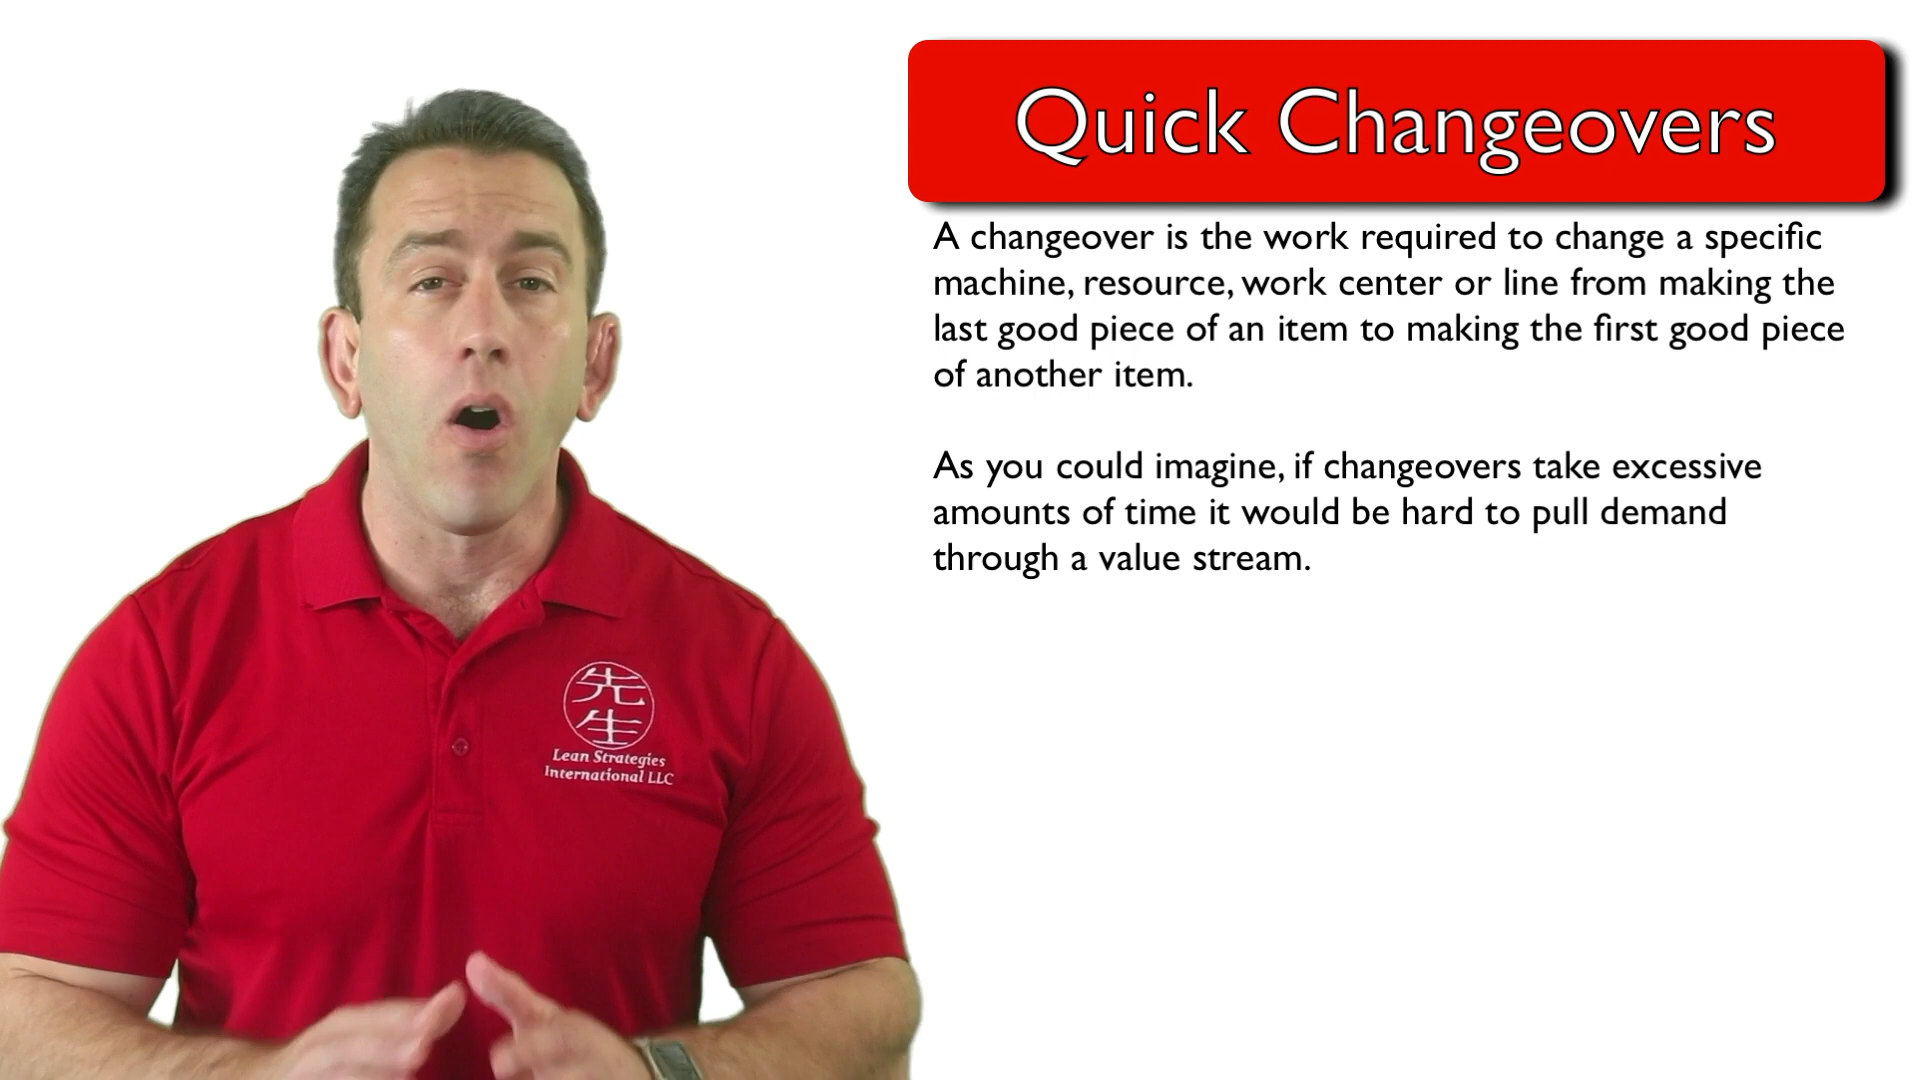 Quick Changeovers
A changeover is the work required to change a specific
machine, resource, work center or line from making the
last good piece of an item to making the first good piece
of another item.
As you could imagine, if changeovers take excessive
amounts of time it would be hard to pull demand
through a value stream.
先
生
Lean Strategies
International LLC